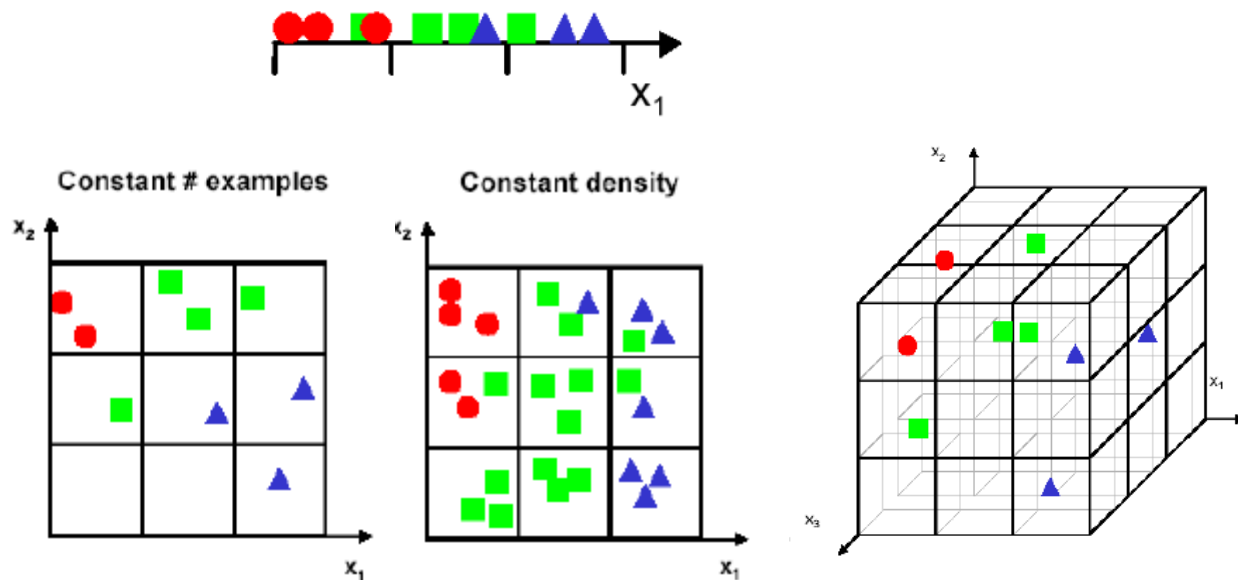 X₁
Constant # examples
Constant density
x₂
x₁
x₂
x₁
x₂
x₁
x₃